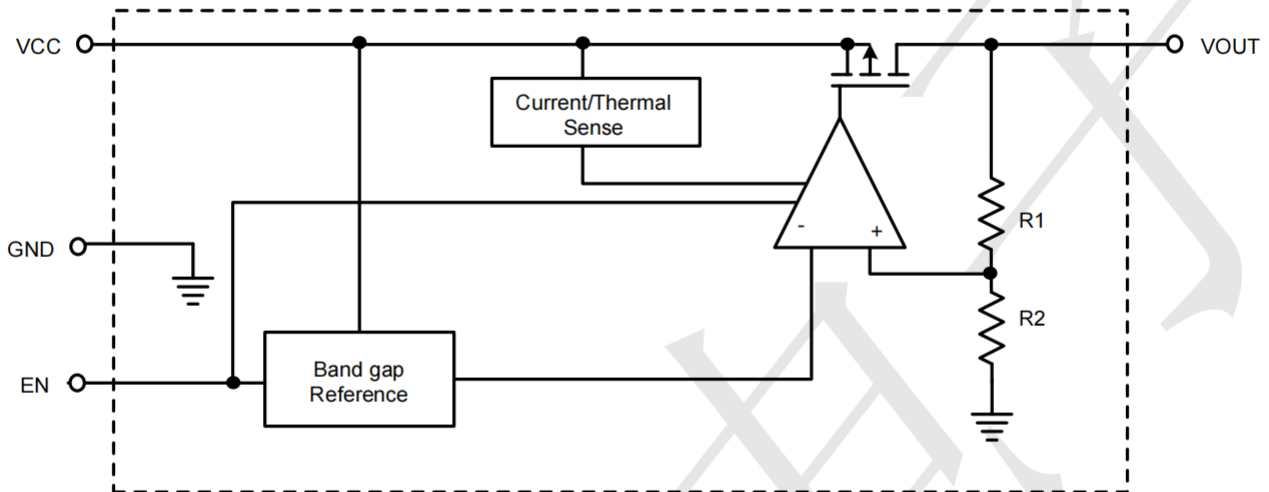 VCC
VOUT
Current/Thermal
Sense
-
+
R1
GND
R2
EN
Band gap
Reference